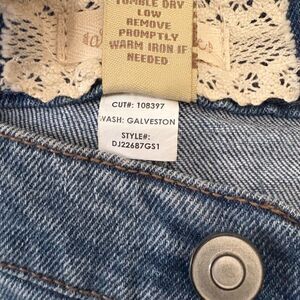 TUMBLE DRY
LOW
REMOVE
PROMPTLY
WARM IRON IF
NEEDED
CUT#: 108397
WASH: GALVESTON
STYLE#:
DJ22687GS1